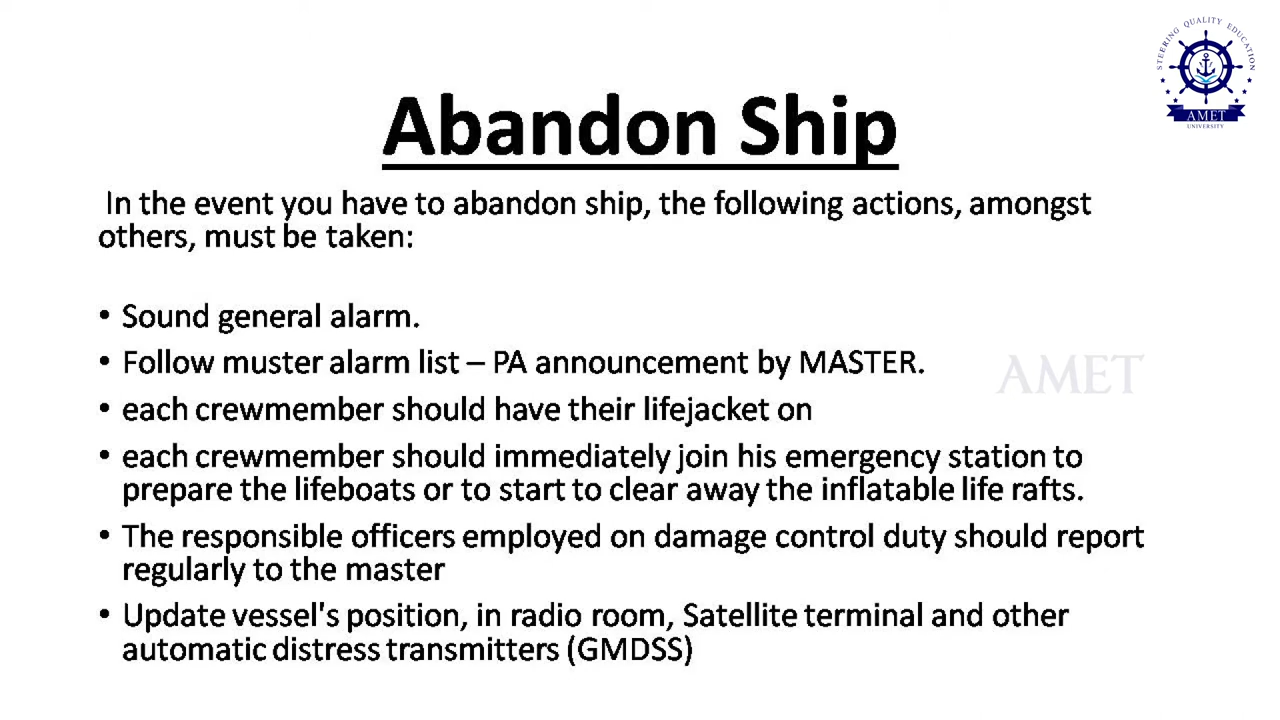 STEERING QUALITY EDUCATION
AMET
UNIVERSITY
Abandon Ship
In the event you have to abandon ship, the following actions, amongst
others, must be taken:
• Sound general alarm.
• Follow muster alarm list – PA announcement by MASTER.
AMET
• each crewmember should have their lifejacket on
• each crewmember should immediately join his emergency station to
prepare the lifeboats or to start to clear away the inflatable life rafts.
• The responsible officers employed on damage control duty should report
regularly to the master
• Update vessel's position, in radio room, Satellite terminal and other
automatic distress transmitters (GMDSS)